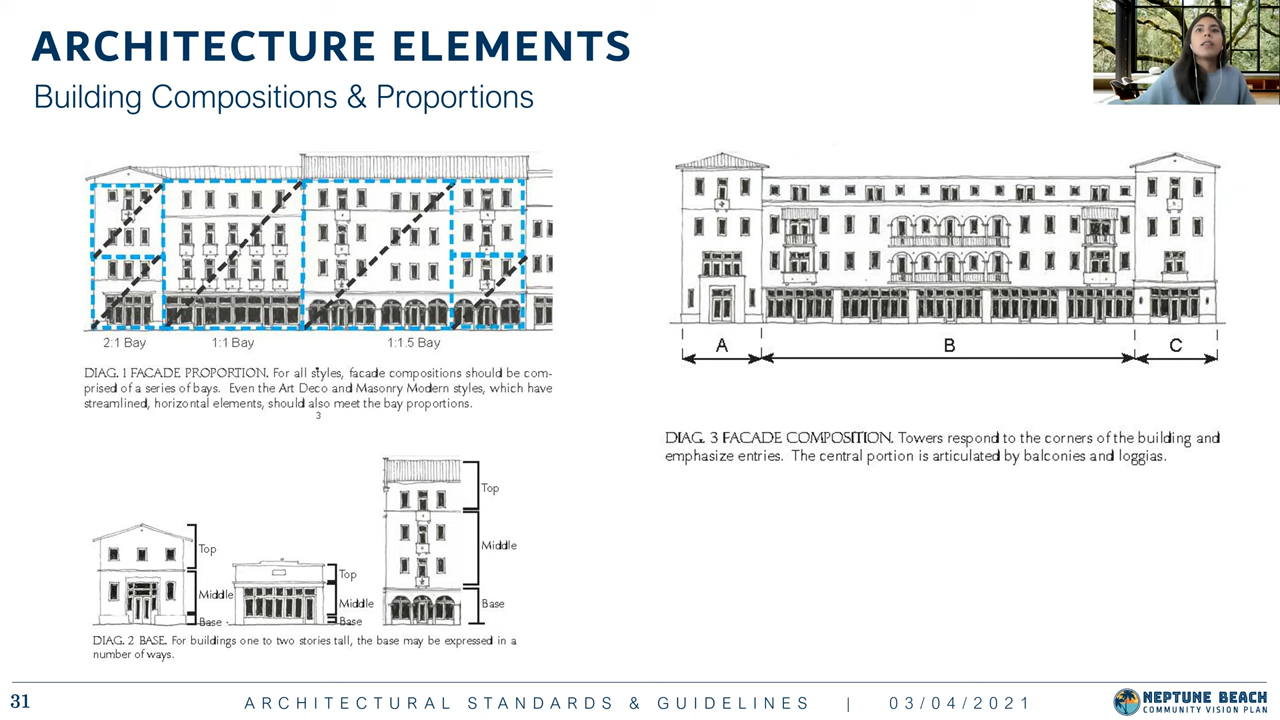 ARCHITECTURE ELEMENTS
Building Compositions & Proportions
2:1 Bay
1:1 Bay
1:1.5 Bay
DIAG. 1 FACADE PROPORTION. For all styles, facade compositions should be com-
prised of a series of bays. Even the Art Deco and Masonry Modern styles, which have
streamlined, horizontal elements, should also meet the bay proportions.
3
A
B
C
DIAG. 3 FACADE COMPOSITION. Towers respond to the corners of the building and
emphasize entries. The central portion is articulated by balconies and loggias.
Top
Middle
Base
Top
Middle
Base
Top
Middle
Base
DIAG. 2 BASE. For buildings one to two stories tall, the base may be expressed in a
number of ways.
31
ARCHITECTURAL STANDARDS & GUIDELINES | 03/04/2021
NEPTUNE BEACH
COMMUNITY VISION PLAN